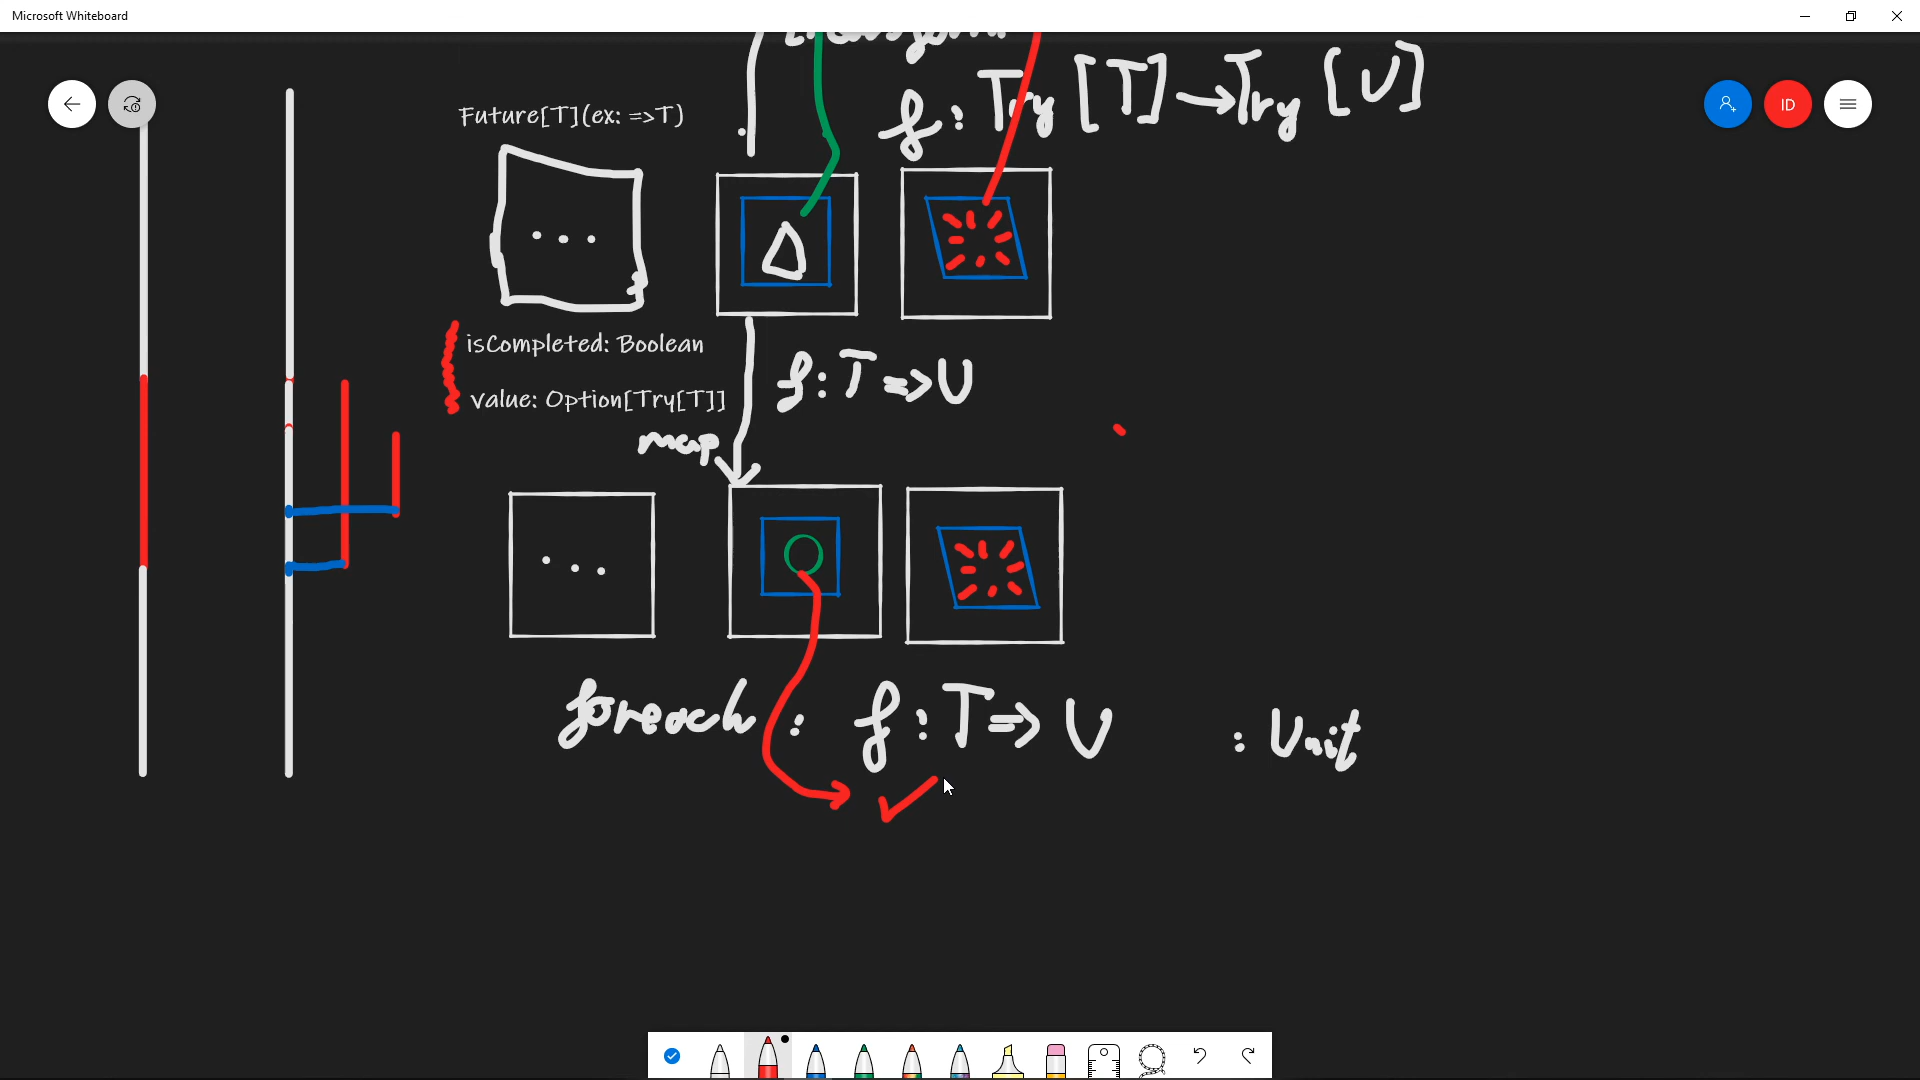 Microsoft Whiteboard
f : Try [T] → Try [U]
Future[T](ex: =>T)
ID
...
isCompleted: Boolean
f : T => U
value: Option[Try[T]]
map
...
foreach : f : T => U : Unit